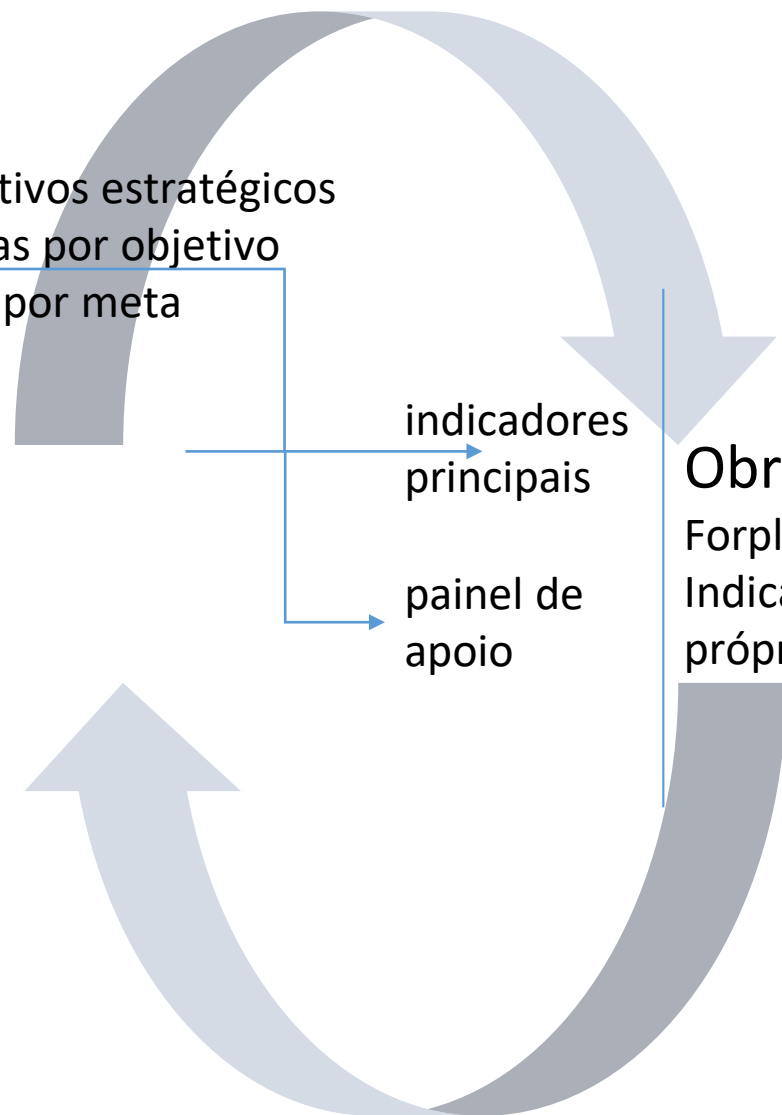 tivos estratégicos
as por objetivo
por meta
indicadores
principais
painel de
apoio
Obr
Forpl
Indica
própr